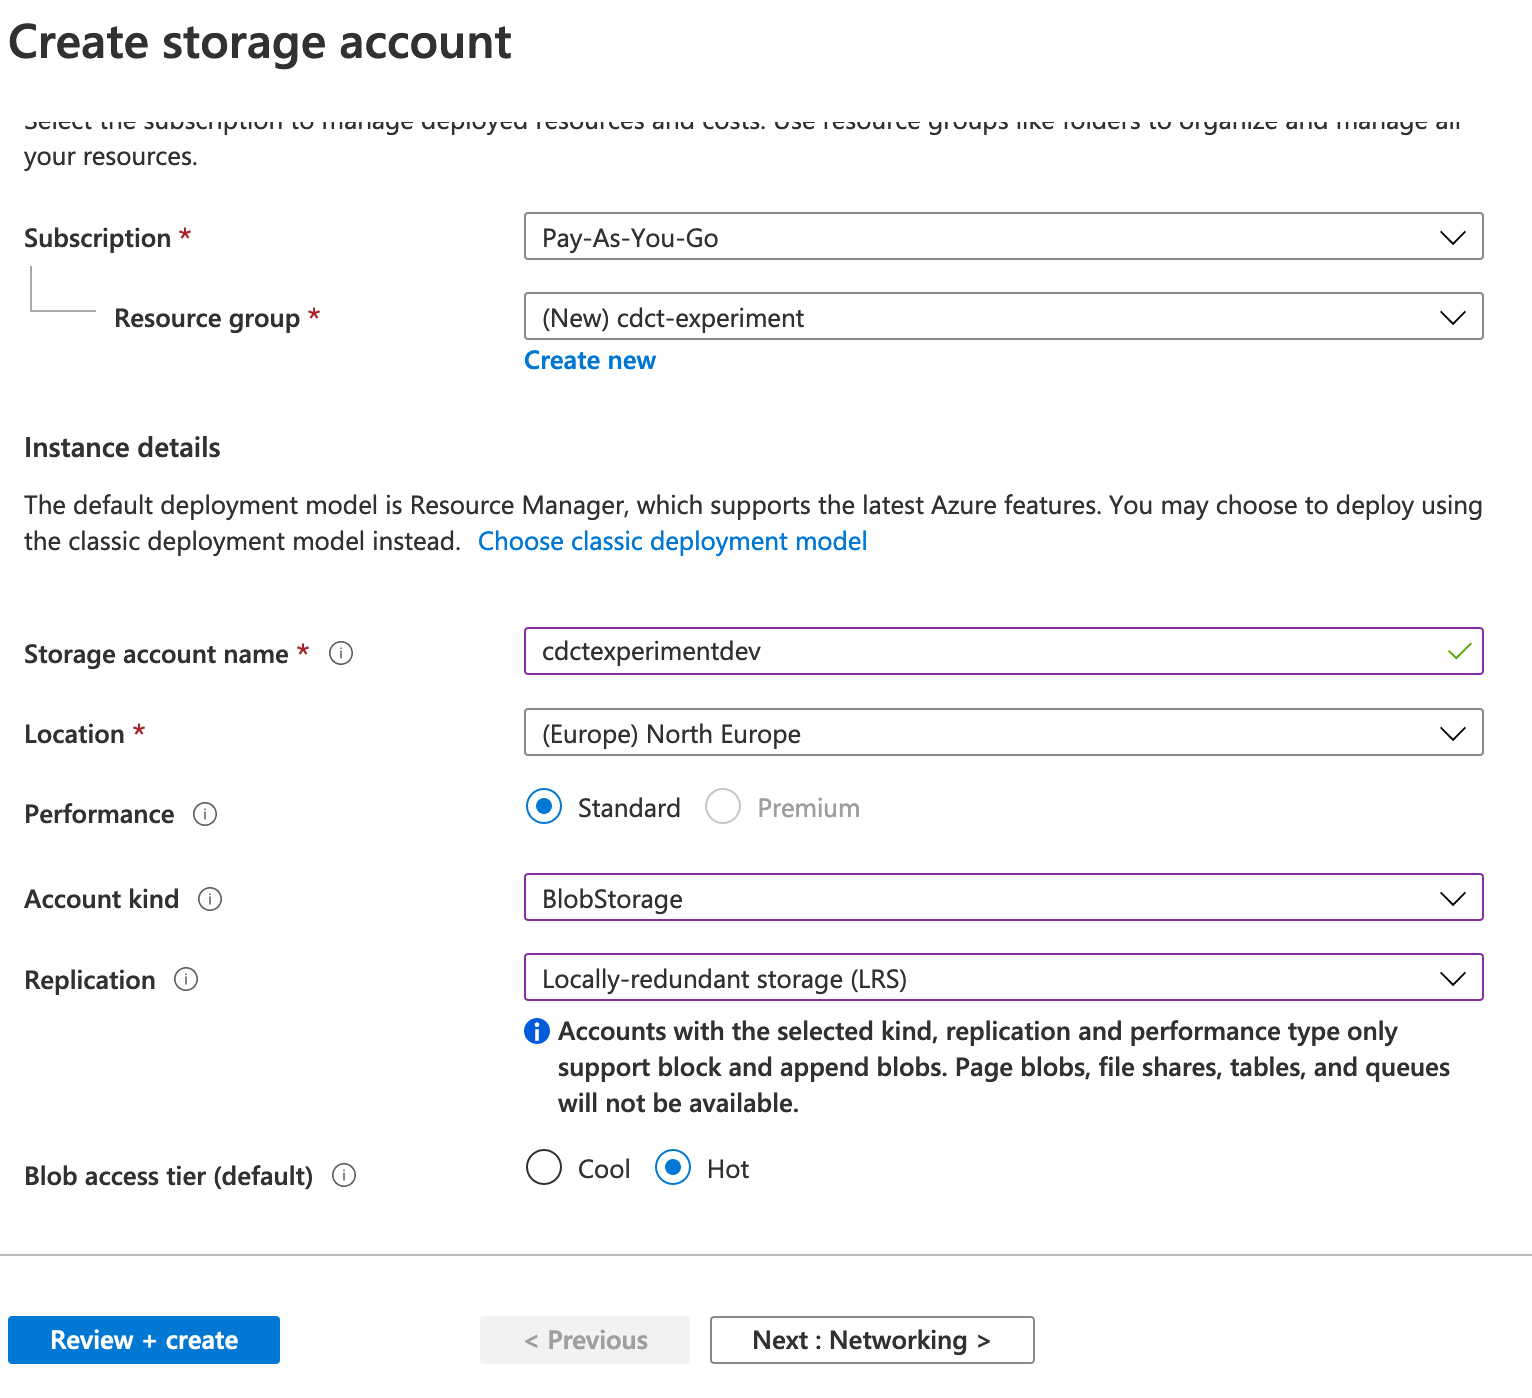 Create storage account
Select the subscription to manage deployed resources and costs. Use resource groups like folders to organize and manage all
your resources.
Subscription *
Pay-As-You-Go
Resource group *
(New) cdct-experiment
Create new
Instance details
The default deployment model is Resource Manager, which supports the latest Azure features. You may choose to deploy using
the classic deployment model instead. Choose classic deployment model
Storage account name *
cdctexperimentdev
Location *
(Europe) North Europe
Performance
Standard Premium
Account kind
BlobStorage
Replication
Locally-redundant storage (LRS)
Accounts with the selected kind, replication and performance type only
support block and append blobs. Page blobs, file shares, tables, and queues
will not be available.
Blob access tier (default)
Cool Hot
Review + create
< Previous
Next : Networking >